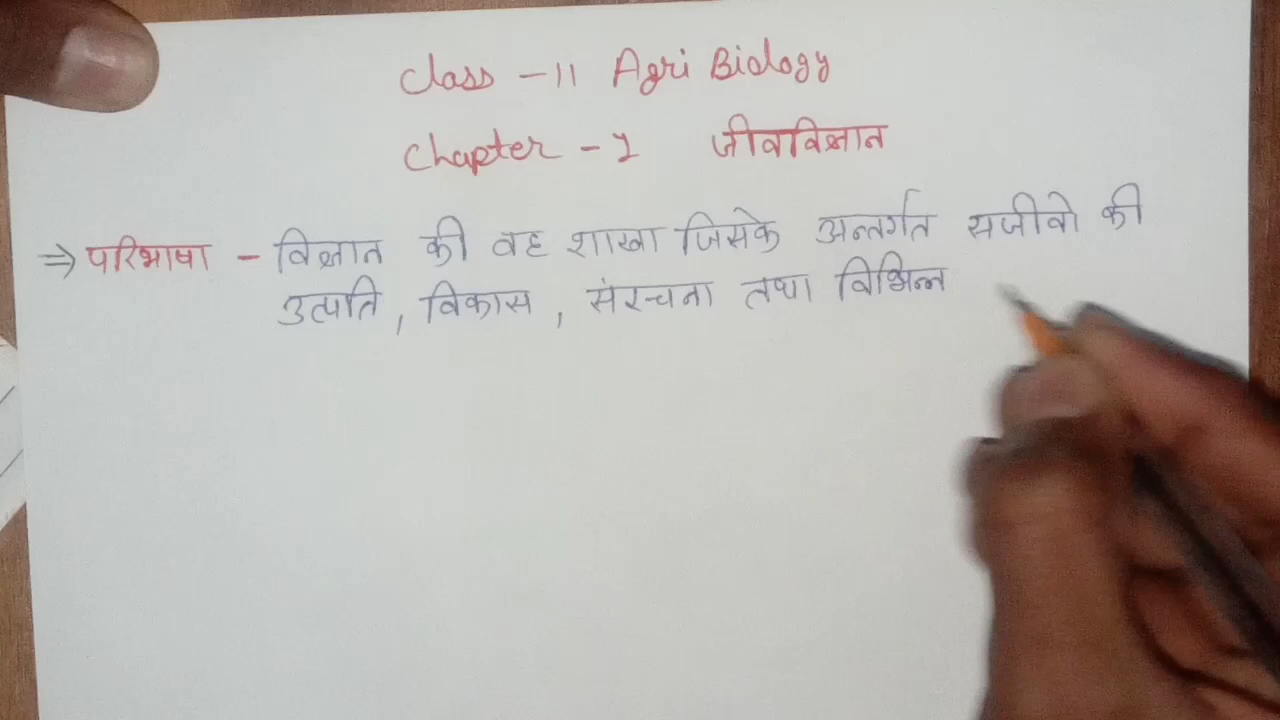 Class - 11 Agri Biology
Chapter - 1 जीवविज्ञान
⇒ परिभाषा - विज्ञान की वह शाखा जिसके अन्तर्गत सजीवो की
उत्पति, विकास, संरचना तथा विभिन्न